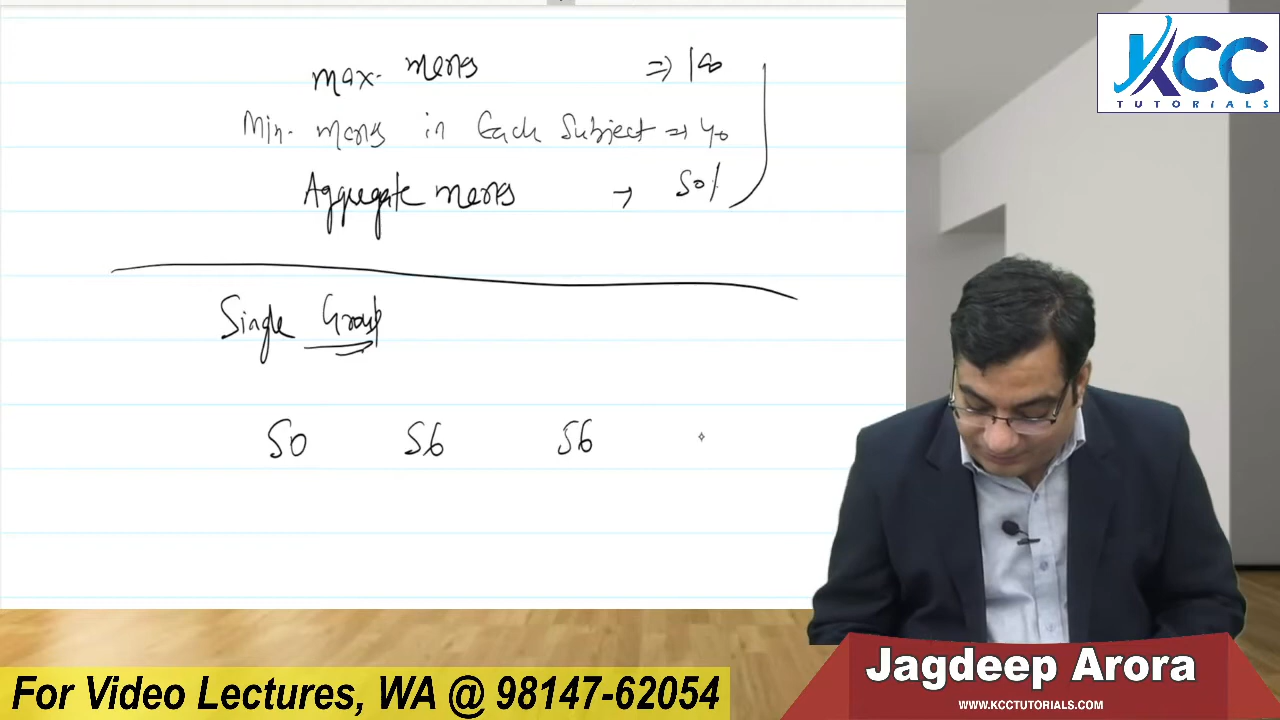 Max. Marks => 100
Min. Marks in Each Subject => 40
Aggregate Marks → 50%
Single Group
50 56 56
KCC
TUTORIALS
Jagdeep Arora
WWW.KCCTUTORIALS.COM
For Video Lectures, WA @ 98147-62054